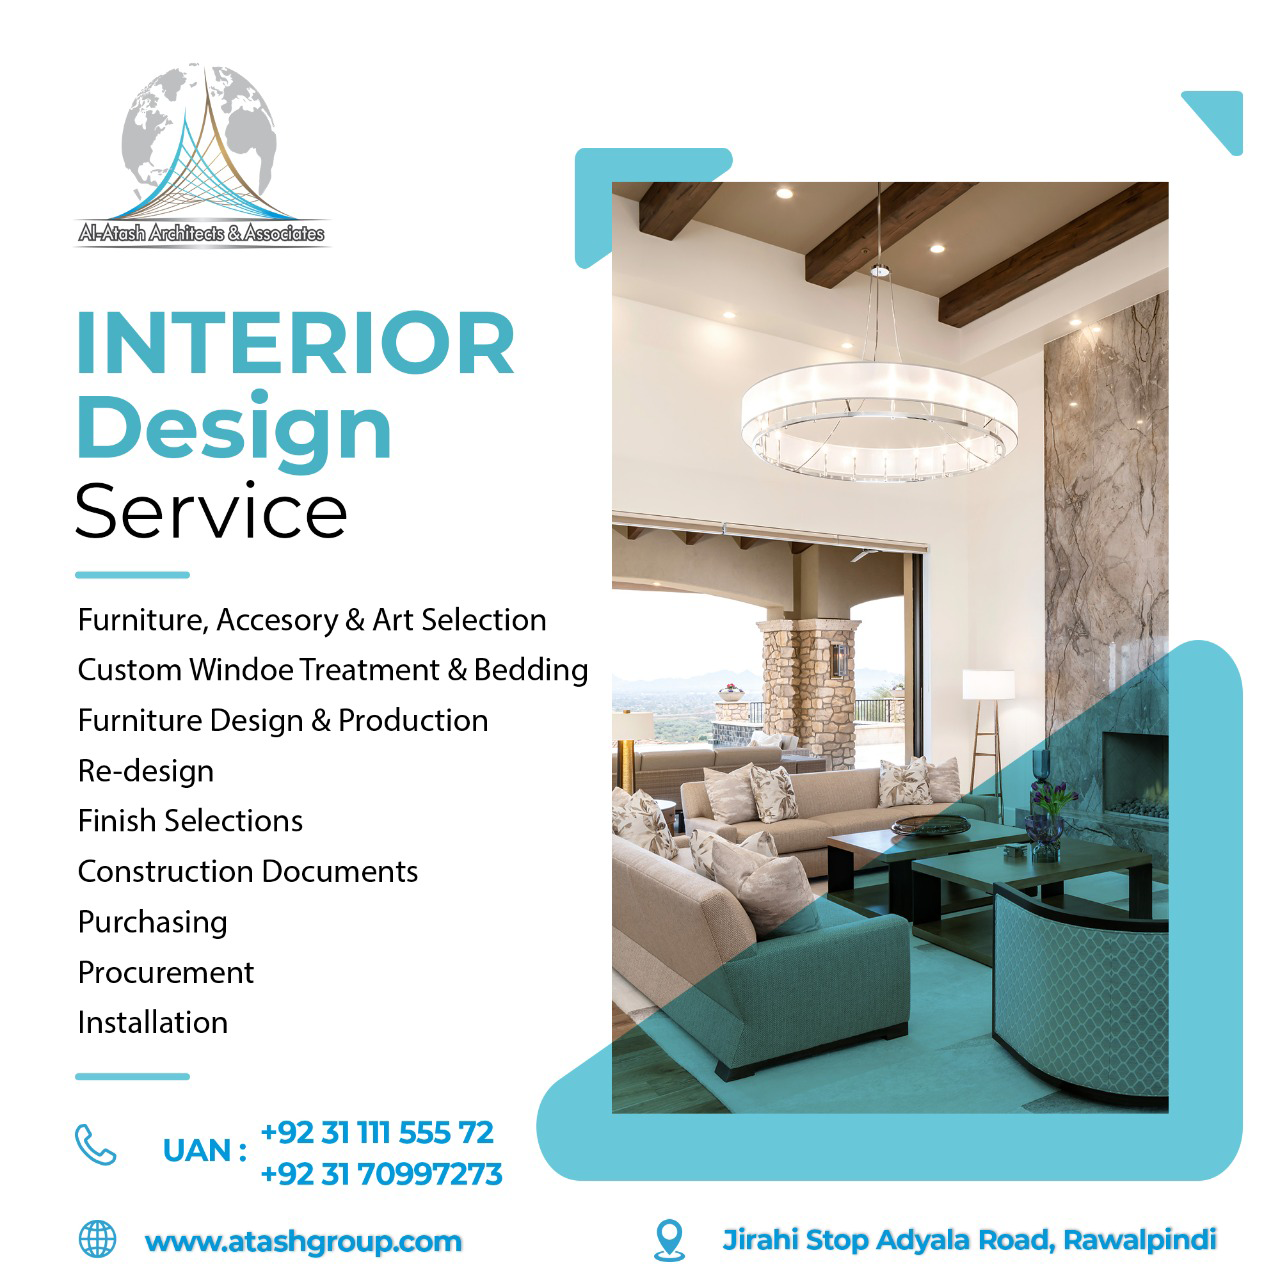 Al-Atash Architects & Associates
INTERIOR
Design
Service
Furniture, Accesory & Art Selection
Custom Windoe Treatment & Bedding
Furniture Design & Production
Re-design
Finish Selections
Construction Documents
Purchasing
Procurement
Installation
UAN : +92 31 111 555 72
+92 31 70997273
www.atashgroup.com
Jirahi Stop Adyala Road, Rawalpindi